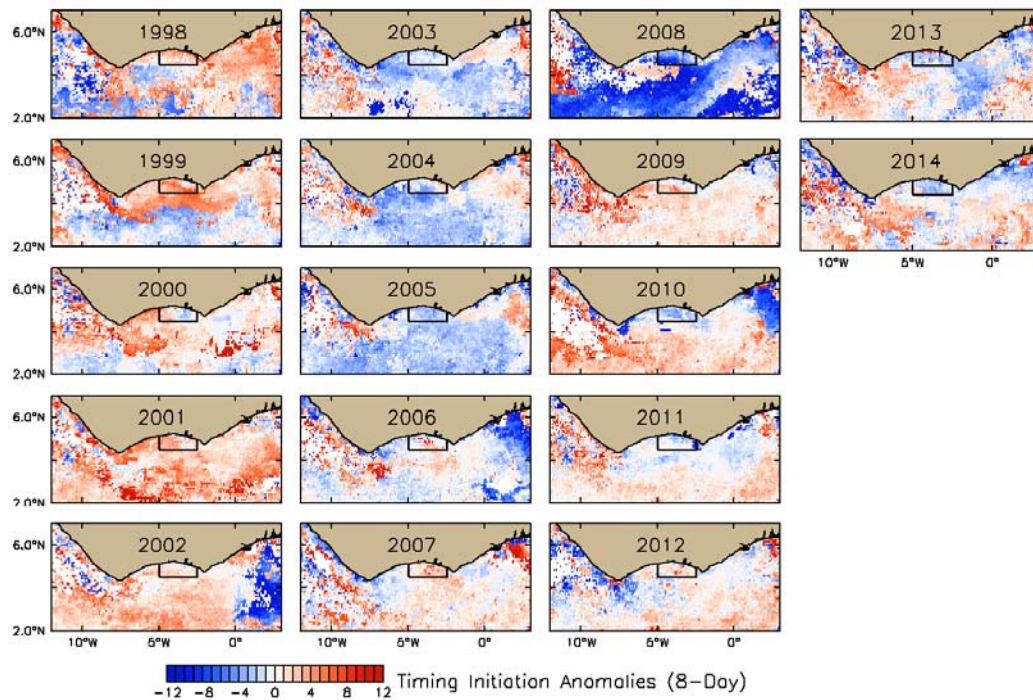 6.0°N 1998 2003 2008 2013
2.0°N
6.0°N 1999 2004 2009 2014
2.0°N
10°W 5°W 0°
6.0°N 2000 2005 2010
2.0°N
6.0°N 2001 2006 2011
2.0°N
6.0°N 2002 2007 2012
2.0°N
10°W 5°W 0° 10°W 5°W 0° 10°W 5°W 0°
-12 -8 -4 0 4 8 12 Timing Initiation Anomalies (8-Day)